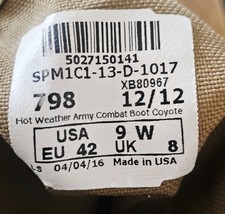 5027150141
SPM1C1-13-D-1017
XB80967
798 12/12
Hot Weather Army Combat Boot Coyote
USA 9 W
EU 42 UK 8
04/04/16 Made in USA